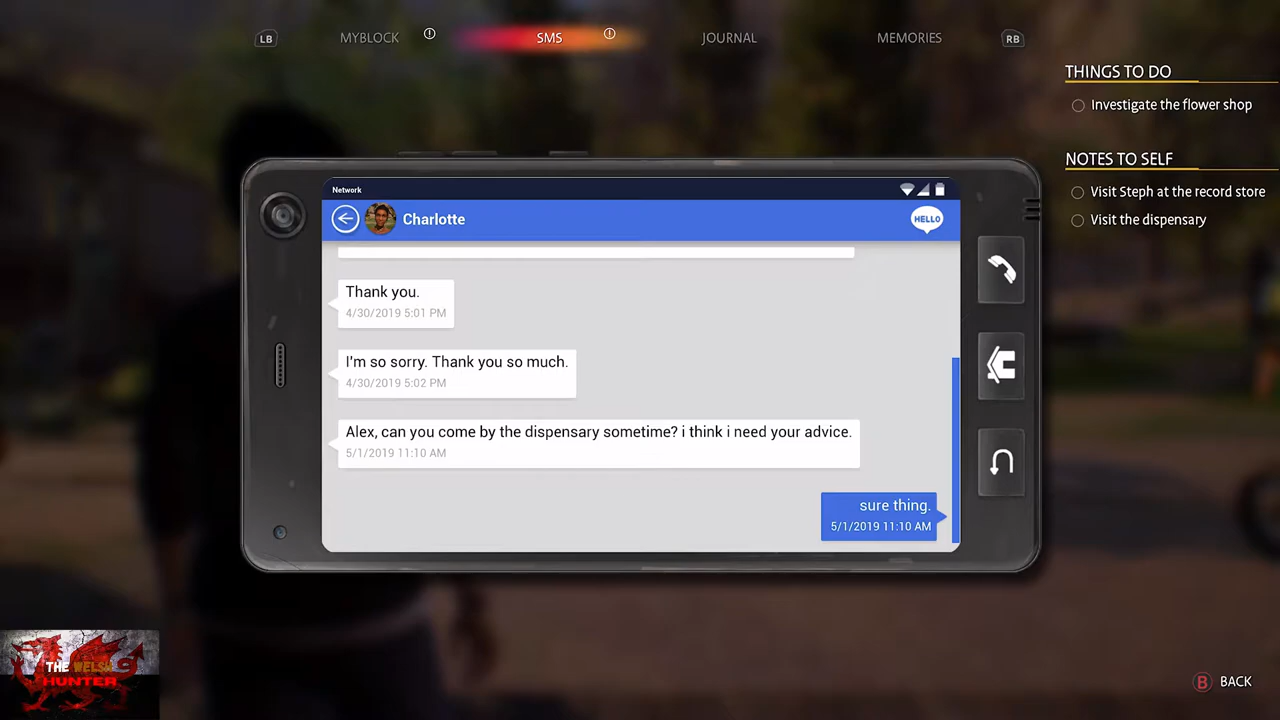 LB
MYBLOCK
SMS
JOURNAL
MEMORIES
RB
THINGS TO DO
Investigate the flower shop
NOTES TO SELF
Visit Steph at the record store
Visit the dispensary
Network
Charlotte
HELLO
Thank you.
4/30/2019 5:01 PM
I'm so sorry. Thank you so much.
4/30/2019 5:02 PM
Alex, can you come by the dispensary sometime? i think i need your advice.
5/1/2019 11:10 AM
sure thing.
5/1/2019 11:10 AM
THE WELSH
HUNTER
B BACK